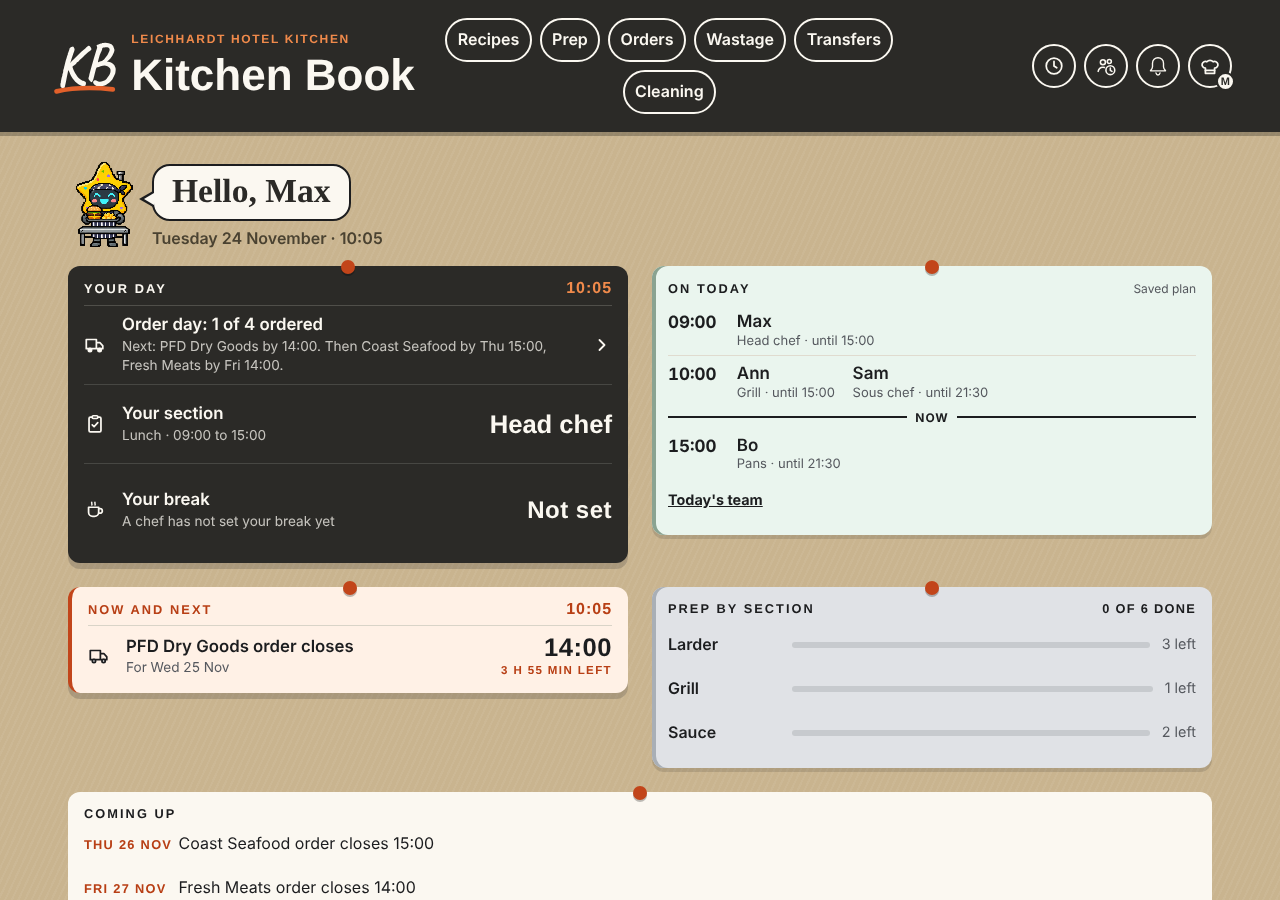 KB
LEICHHARDT HOTEL KITCHEN
Kitchen Book
Recipes
Prep
Orders
Wastage
Transfers
Cleaning
M
Hello, Max
Tuesday 24 November · 10:05
YOUR DAY
10:05
Order day: 1 of 4 ordered
Next: PFD Dry Goods by 14:00. Then Coast Seafood by Thu 15:00,
Fresh Meats by Fri 14:00.
Your section
Lunch · 09:00 to 15:00
Head chef
Your break
A chef has not set your break yet
Not set
ON TODAY
Saved plan
09:00
Max
Head chef · until 15:00
10:00
Ann
Grill · until 15:00
Sam
Sous chef · until 21:30
NOW
15:00
Bo
Pans · until 21:30
Today's team
NOW AND NEXT
10:05
PFD Dry Goods order closes
For Wed 25 Nov
14:00
3 H 55 MIN LEFT
PREP BY SECTION
0 OF 6 DONE
Larder
3 left
Grill
1 left
Sauce
2 left
COMING UP
THU 26 NOV Coast Seafood order closes 15:00
FRI 27 NOV Fresh Meats order closes 14:00